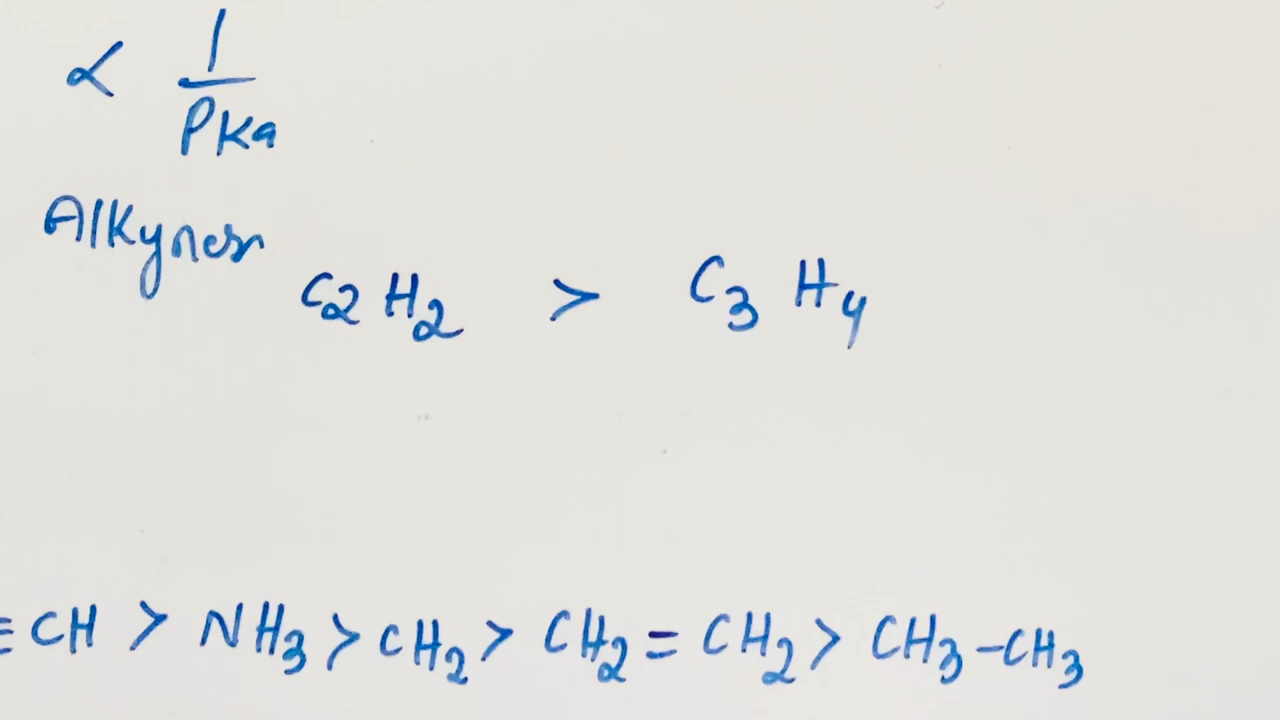 ∝ 1/PKa
Alkynes
C₂H₂ > C₃H₄
≡ CH > NH₃ > CH₂ > CH₂ = CH₂ > CH₃ - CH₃